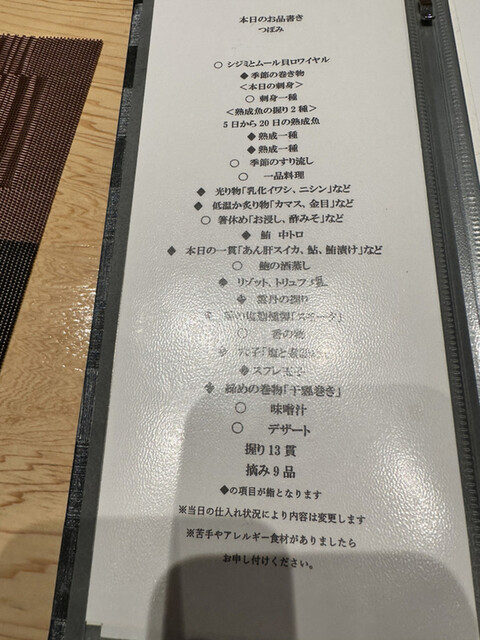 本日のお品書き
つぼみ
○ シジミとムール貝ロワイヤル
◆ 季節の巻き物
＜本日の刺身＞
○ 刺身一種
＜熟成魚の握り2種＞
5日から20日の熟成魚
◆ 熟成一種
◆ 熟成一種
○ 季節のすり流し
○ 一品料理
◆ 光り物「乳化イワシ、ニシン」など
◆ 低温か炙り物「カマス、金目」など
○ 箸休め「お浸し、酢みそ」など
◆ 鮪 中トロ
◆ 本日の一貫「あん肝スイカ、鮎、鮪漬け」など
○ 鮑の酒蒸し
◆ リゾット、トリュフ
◆ 雲丹の握り
○
◆ 穴子
◆ スフレ玉子
◆ 締めの巻物「干瓢巻き」
○ 味噌汁
○ デザート
握り13貫
摘み9品
◆の項目が鮨となります
※当日の仕入れ状況により内容は変更します
※苦手やアレルギー食材がありましたら
お申し付けください。